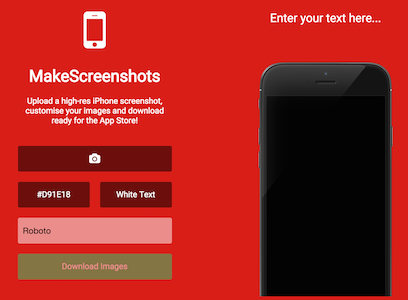 MakeScreenshots
Upload a high-res iPhone screenshot,
customise your images and download
ready for the App Store!
#D91E18
White Text
Roboto
Download Images
Enter your text here...